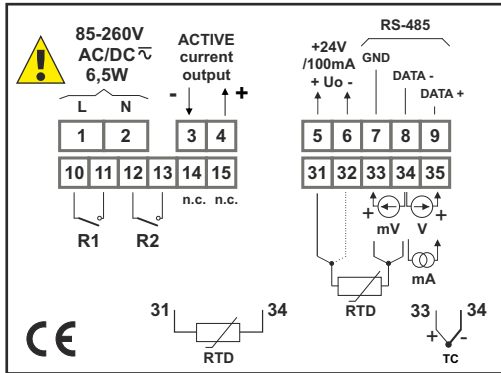 85-260V
AC/DC
6,5W
L N
ACTIVE
current
output
- +
+24V
/100mA
+ Uo -
RS-485
GND
DATA -
DATA +
1 2 3 4
5 6 7 8 9
10 11 12 13 14 15
31 32 33 34 35
n.c. n.c.
R1 R2
+ mV V +
mA
RTD
31 34
RTD
33 34
+ -
TC
CE